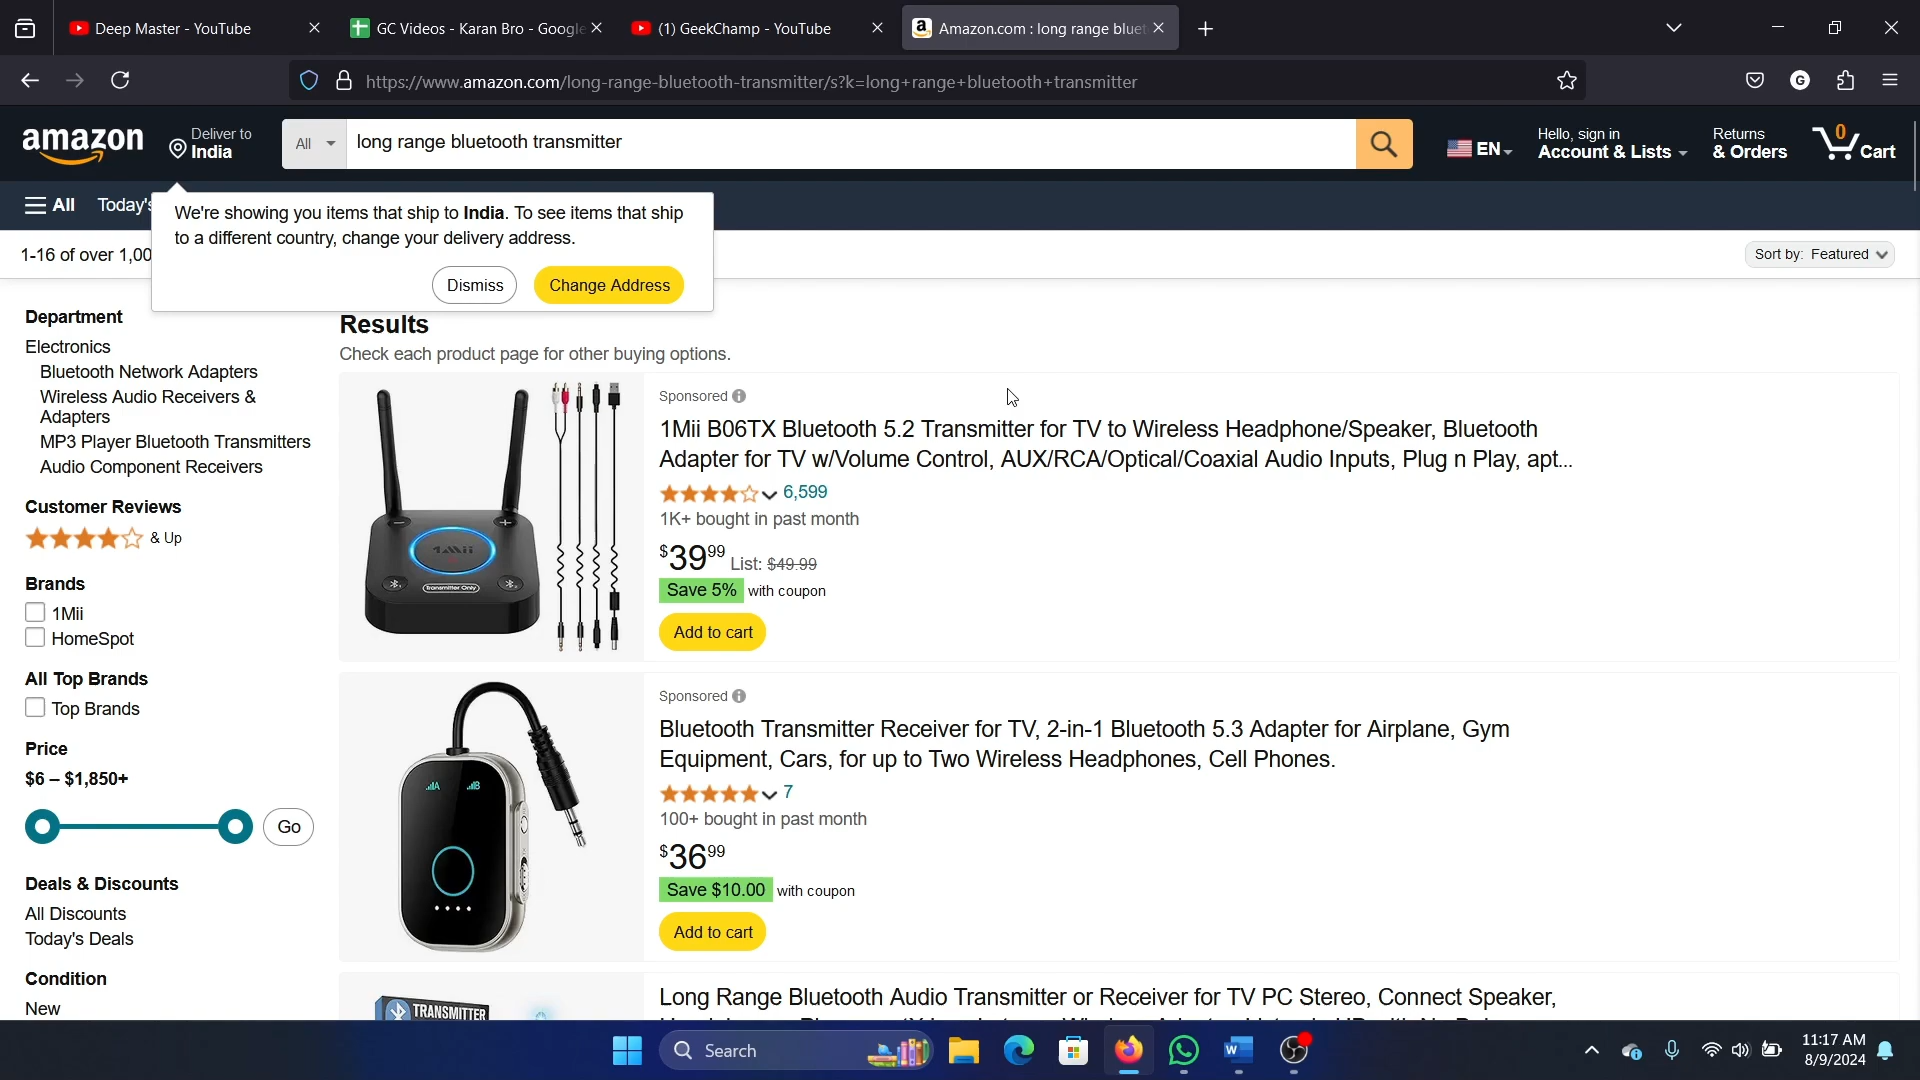 Deep Master - YouTube
GC Videos - Karan Bro - Google
(1) GeekChamp - YouTube
Amazon.com : long range bluet
https://www.amazon.com/long-range-bluetooth-transmitter/s?k=long+range+bluetooth+transmitter
G
amazon
Deliver to
India
All
long range bluetooth transmitter
EN
Hello, sign in
Account & Lists
Returns
& Orders
0
Cart
All
Today's
We're showing you items that ship to India. To see items that ship
to a different country, change your delivery address.
Dismiss
Change Address
1-16 of over 1,00
Sort by: Featured
Department
Electronics
Bluetooth Network Adapters
Wireless Audio Receivers &
Adapters
MP3 Player Bluetooth Transmitters
Audio Component Receivers
Customer Reviews
& Up
Brands
1Mii
HomeSpot
All Top Brands
Top Brands
Price
$6 – $1,850+
Go
Deals & Discounts
All Discounts
Today's Deals
Condition
New
Results
Check each product page for other buying options.
1Mii
Transmitter Only
Sponsored
1Mii B06TX Bluetooth 5.2 Transmitter for TV to Wireless Headphone/Speaker, Bluetooth
Adapter for TV w/Volume Control, AUX/RCA/Optical/Coaxial Audio Inputs, Plug n Play, apt...
6,599
1K+ bought in past month
$39.99 List: $49.99
Save 5% with coupon
Add to cart
A B
Sponsored
Bluetooth Transmitter Receiver for TV, 2-in-1 Bluetooth 5.3 Adapter for Airplane, Gym
Equipment, Cars, for up to Two Wireless Headphones, Cell Phones.
7
100+ bought in past month
$36.99
Save $10.00 with coupon
Add to cart
TRANSMITTER
Long Range Bluetooth Audio Transmitter or Receiver for TV PC Stereo, Connect Speaker,
Search
11:17 AM
8/9/2024